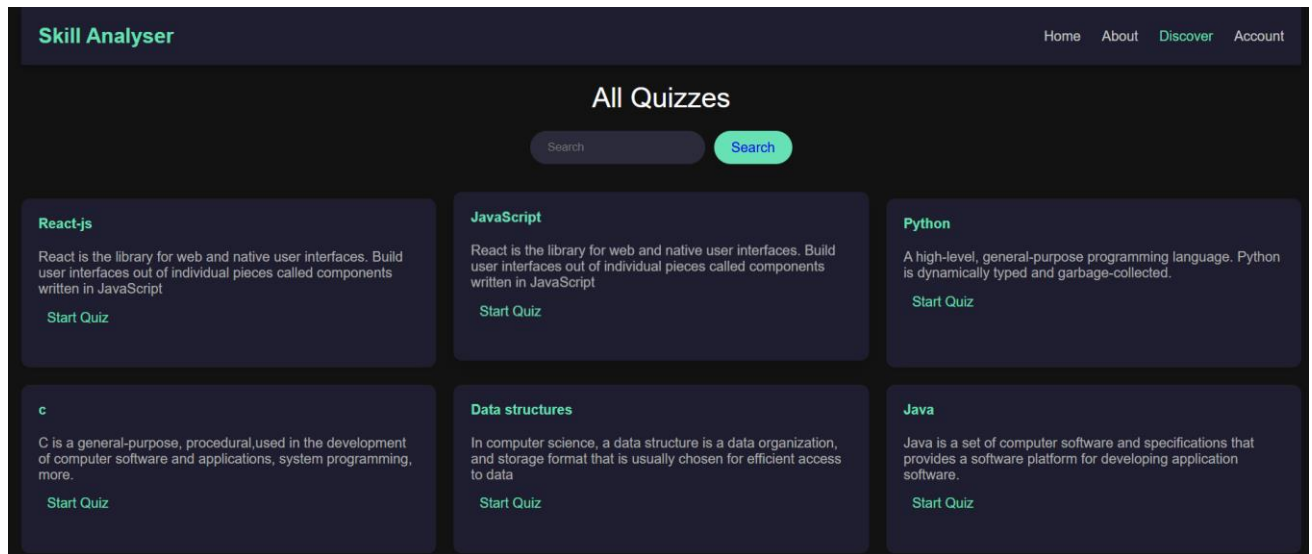 Skill Analyser
Home About Discover Account
All Quizzes
Search Search
React-js
React is the library for web and native user interfaces. Build
user interfaces out of individual pieces called components
written in JavaScript
Start Quiz
JavaScript
React is the library for web and native user interfaces. Build
user interfaces out of individual pieces called components
written in JavaScript
Start Quiz
Python
A high-level, general-purpose programming language. Python
is dynamically typed and garbage-collected.
Start Quiz
c
C is a general-purpose, procedural,used in the development
of computer software and applications, system programming,
more.
Start Quiz
Data structures
In computer science, a data structure is a data organization,
and storage format that is usually chosen for efficient access
to data
Start Quiz
Java
Java is a set of computer software and specifications that
provides a software platform for developing application
software.
Start Quiz